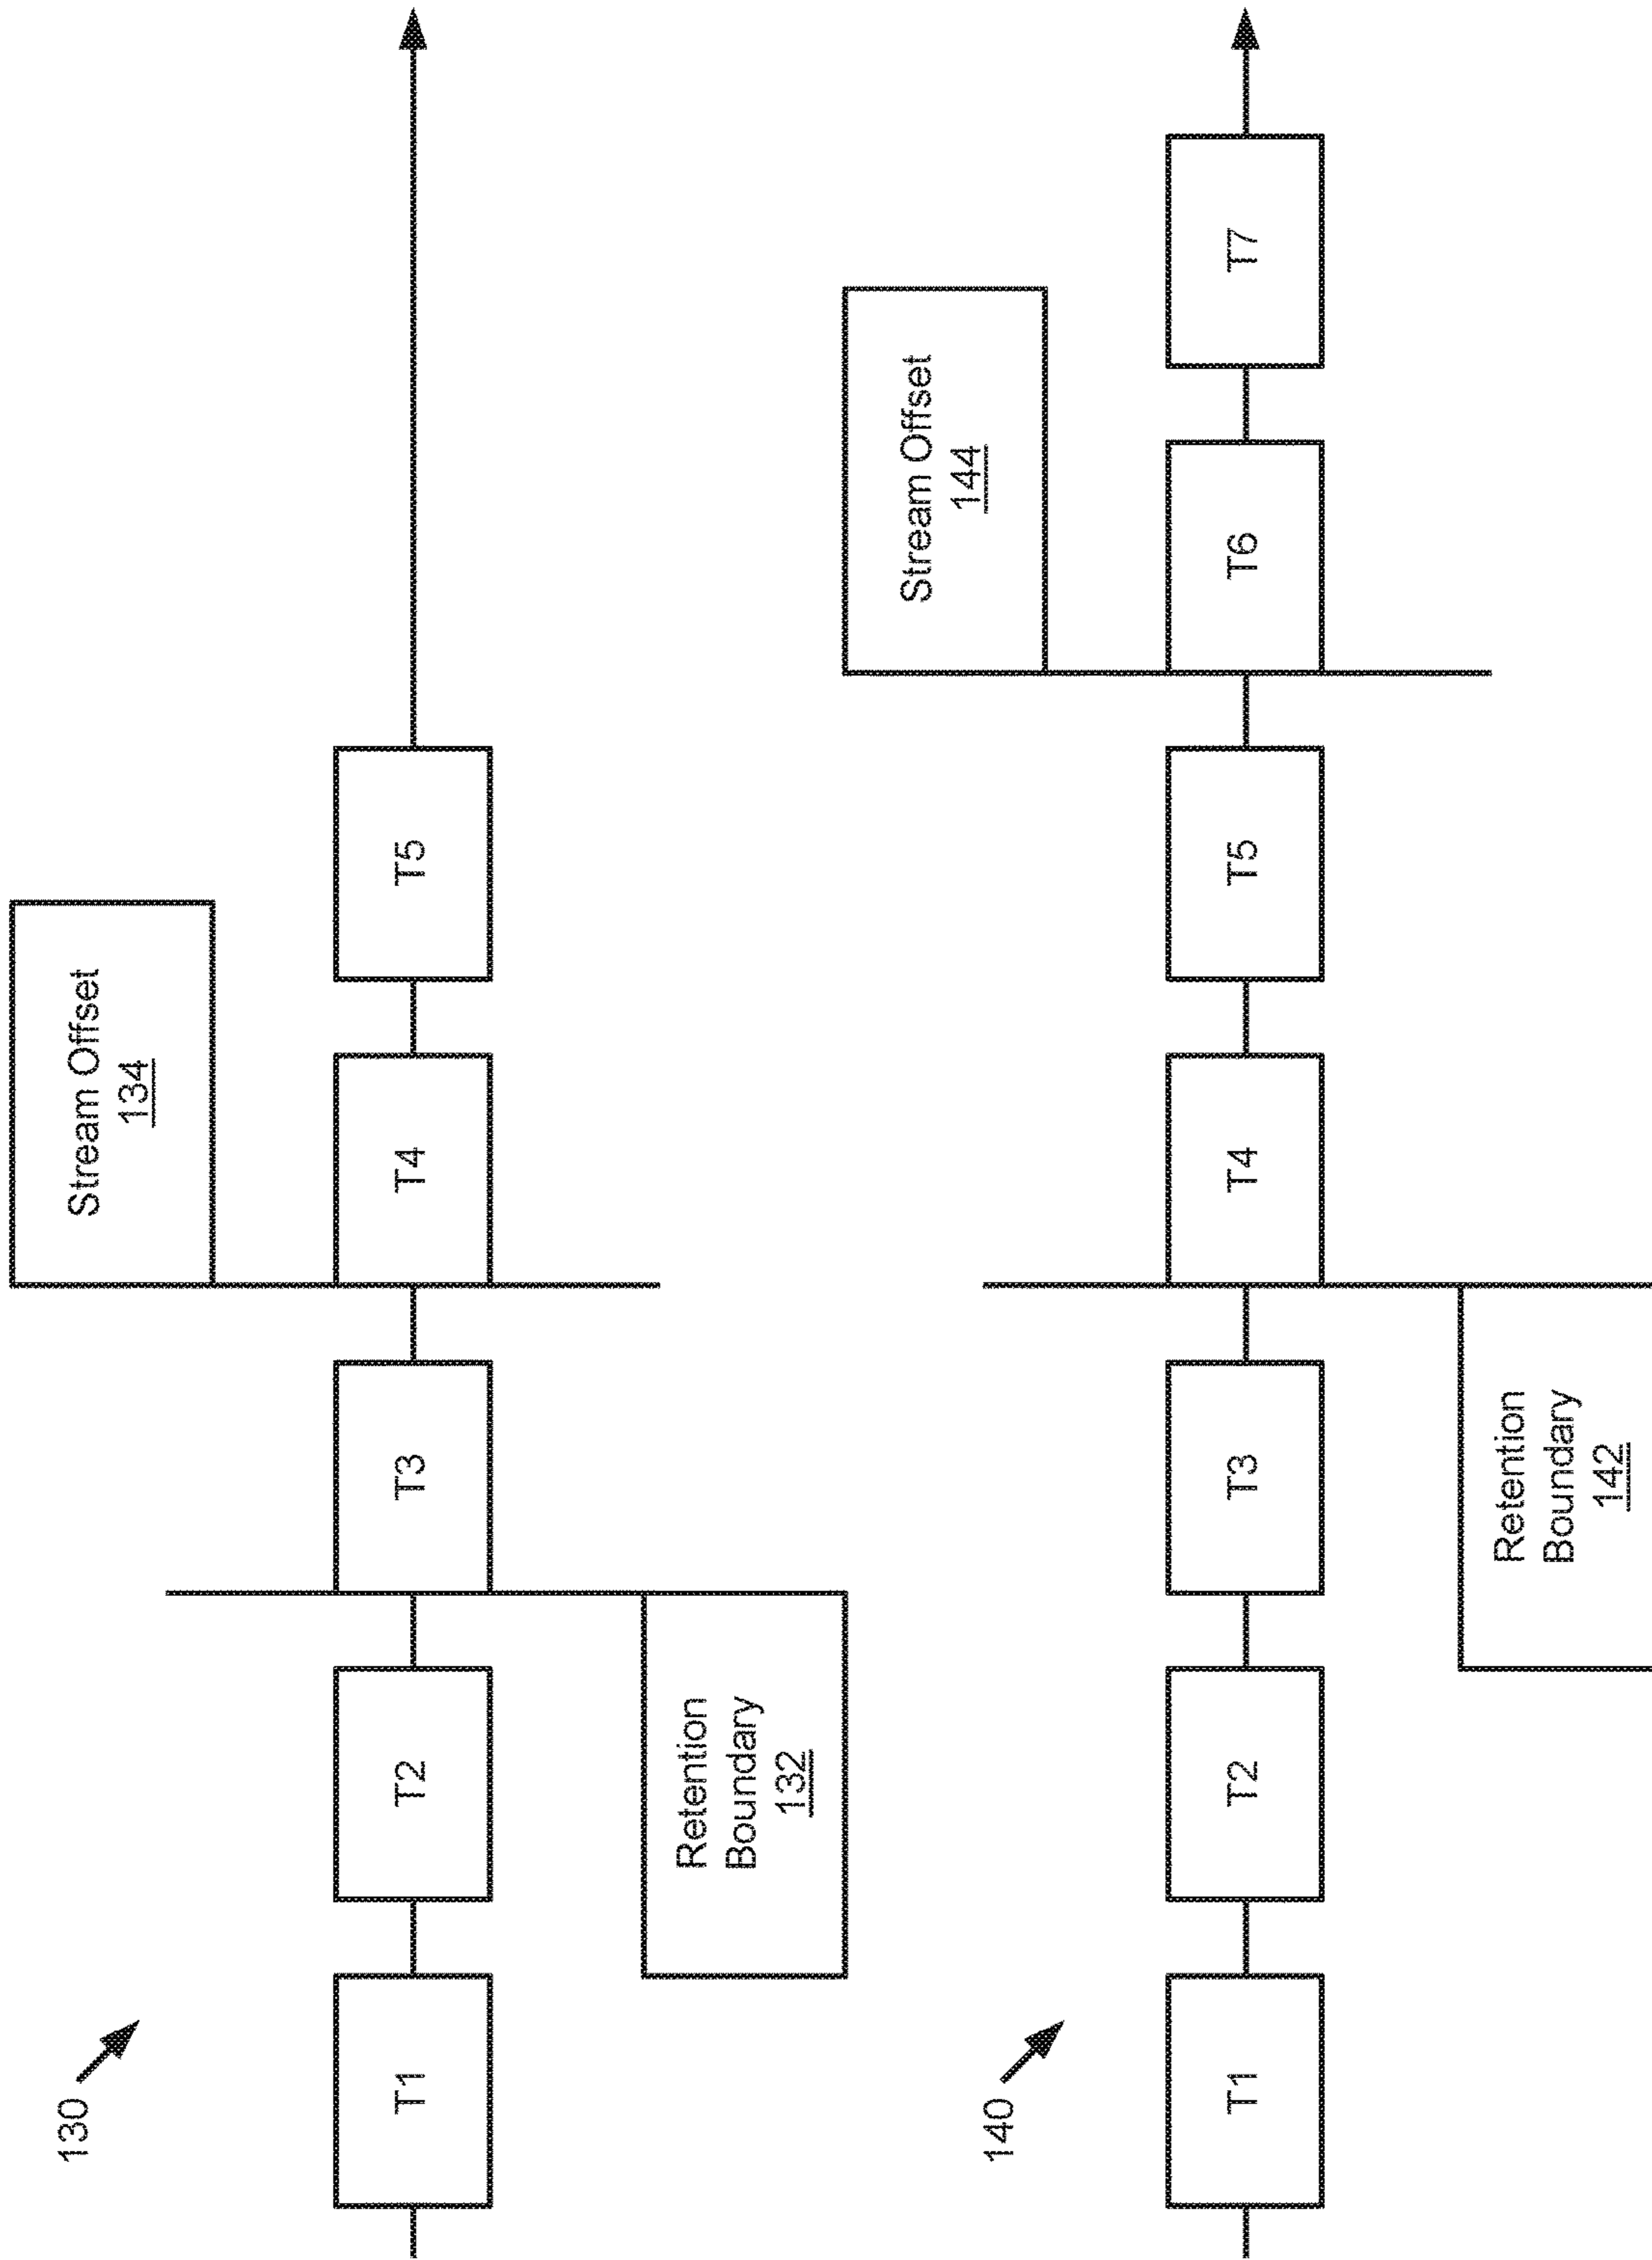 130
Stream Offset
134
T1
T2
T3
T4
T5
Retention
Boundary
132
140
Stream Offset
144
T1
T2
T3
T4
T5
T6
T7
Retention
Boundary
142